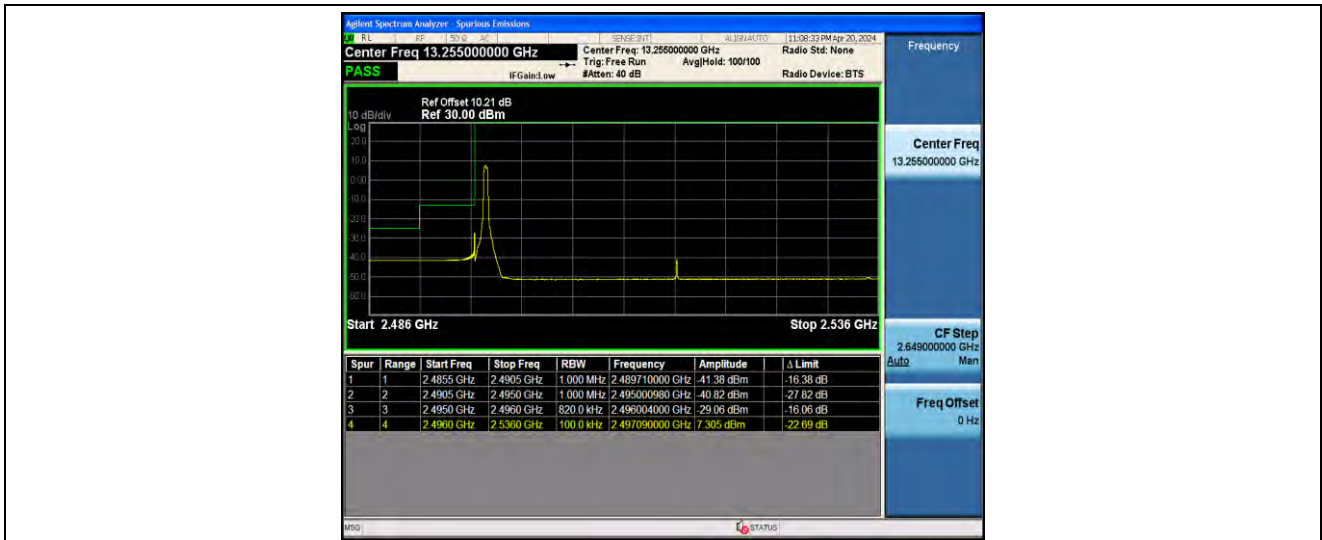 Agilent Spectrum Analyzer - Spurious Emissions
RL RF 50 Ω AC SENSE:INT ALIGN AUTO 11:08:33 PM Apr 20, 2024
Center Freq 13.255000000 GHz
Center Freq: 13.255000000 GHz
Radio Std: None
Trig: Free Run Avg|Hold: 100/100
PASS
IFGain:Low #Atten: 40 dB Radio Device: BTS
Ref Offset 10.21 dB
10 dB/div Ref 30.00 dBm
Log
20.0
10.0
0.00
-10.0
-20.0
-30.0
-40.0
-50.0
-60.0
Start 2.486 GHz Stop 2.536 GHz
Spur Range Start Freq Stop Freq RBW Frequency Amplitude Δ Limit
1 1 2.4855 GHz 2.4905 GHz 1.000 MHz 2.489710000 GHz -41.38 dBm -16.38 dB
2 2 2.4905 GHz 2.4950 GHz 1.000 MHz 2.495000980 GHz -40.82 dBm -27.82 dB
3 3 2.4950 GHz 2.4960 GHz 820.0 kHz 2.496004000 GHz -29.06 dBm -16.06 dB
4 4 2.4960 GHz 2.5360 GHz 100.0 kHz 2.497090000 GHz 7.305 dBm -22.69 dB
MSG STATUS
Frequency
Center Freq
13.255000000 GHz
CF Step
2.649000000 GHz
Auto Man
Freq Offset
0 Hz